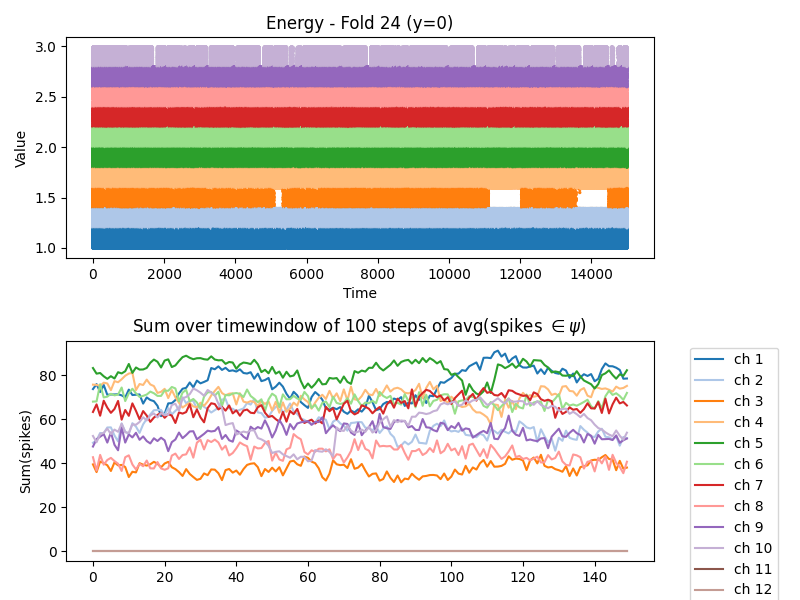 Energy - Fold 24 (y=0)
3.0
2.5
2.0
1.5
1.0
Value
0 2000 4000 6000 8000 10000 12000 14000
Time
Sum over timewindow of 100 steps of avg(spikes ∈ψ)
80
60
40
20
0
Sum(spikes)
0 20 40 60 80 100 120 140
ch 1
ch 2
ch 3
ch 4
ch 5
ch 6
ch 7
ch 8
ch 9
ch 10
ch 11
ch 12